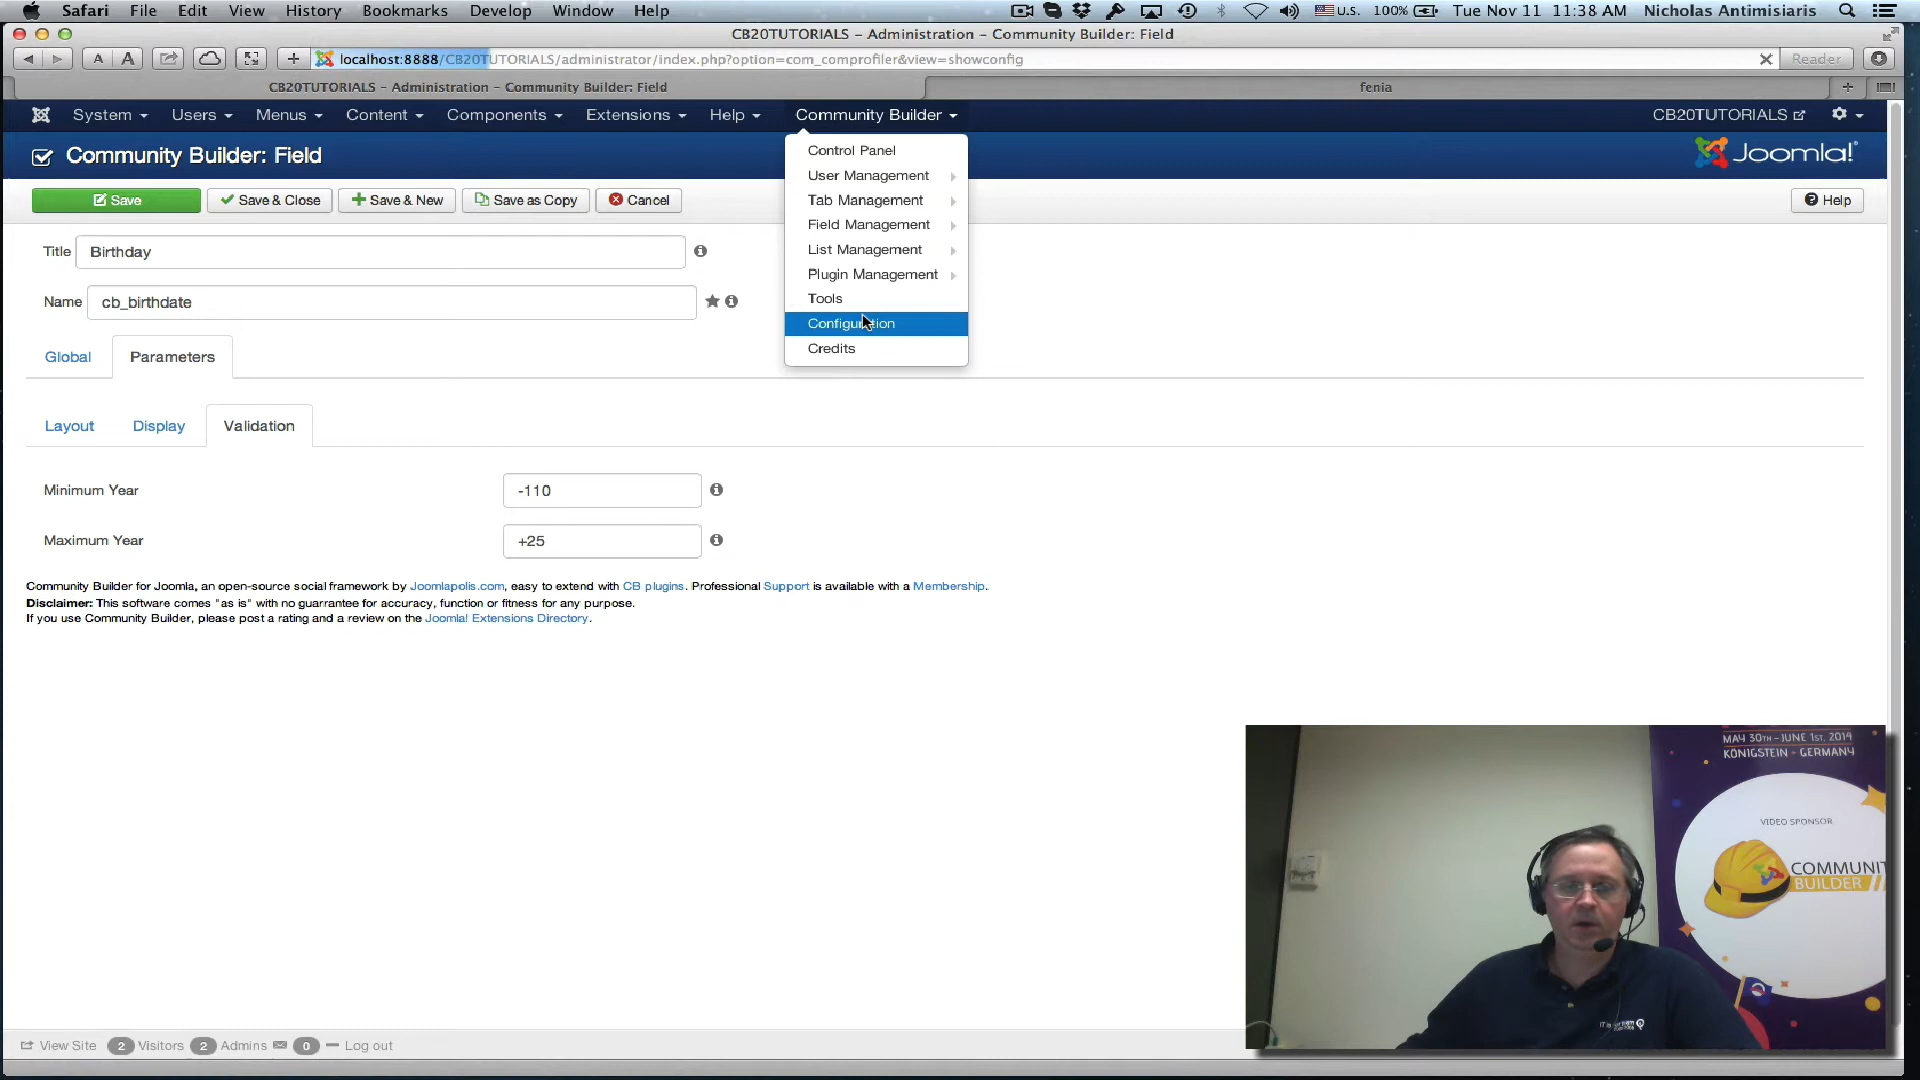 Safari File Edit View History Bookmarks Develop Window Help U.S. 100% Tue Nov 11 11:38 AM Nicholas Antimisiaris
CB20TUTORIALS - Administration - Community Builder: Field
A A localhost:8888/CB20TUTORIALS/administrator/index.php?option=com_comprofiler&view=showconfig Reader
CB20TUTORIALS - Administration - Community Builder: Field fenia
System Users Menus Content Components Extensions Help Community Builder CB20TUTORIALS
Community Builder: Field Joomla!
Save Save & Close Save & New Save as Copy Cancel Help
Control Panel
User Management
Tab Management
Field Management
List Management
Plugin Management
Tools
Configuration
Credits
Title Birthday
Name cb_birthdate
Global Parameters
Layout Display Validation
Minimum Year -110
Maximum Year +25
Community Builder for Joomla, an open-source social framework by Joomlapolis.com, easy to extend with CB plugins. Professional Support is available with a Membership.
Disclaimer: This software comes "as is" with no guarantee for accuracy, function or fitness for any purpose.
If you use Community Builder, please post a rating and a review on the Joomla! Extensions Directory.
MAY 30TH - JUNE 1ST, 2014
KÖNIGSTEIN - GERMANY
VIDEO SPONSOR
COMMUNIT
BUILDER
View Site 2 Visitors 2 Admins 0 Log out